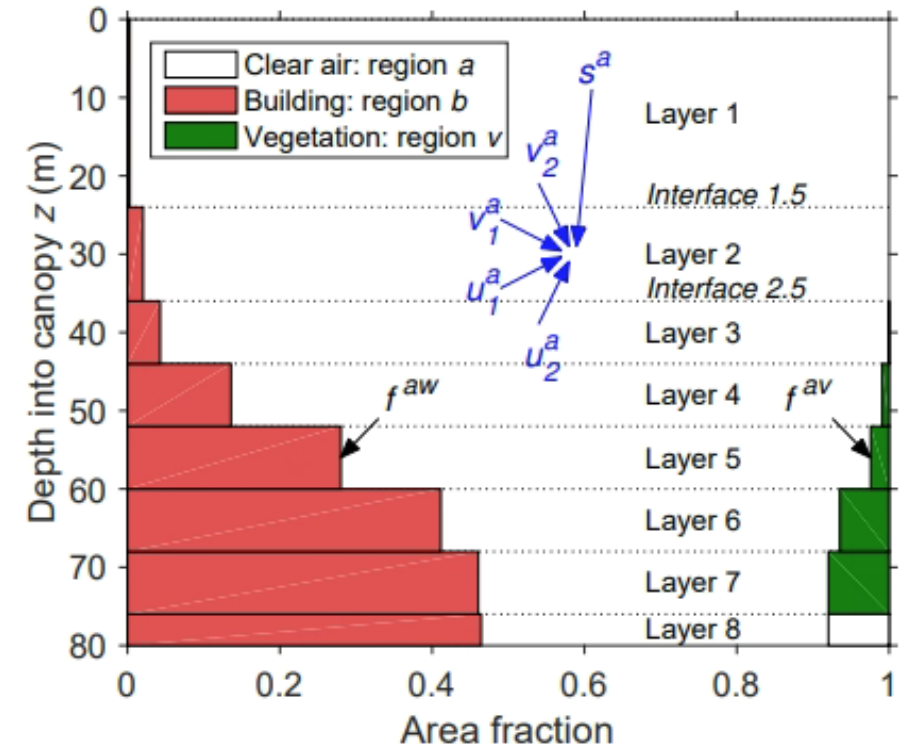 0
10
20
30
40
50
60
70
80
Depth into canopy z (m)
Clear air: region a
Building: region b
Vegetation: region v
s^a
v_2^a
v_1^a
u_1^a
u_2^a
Layer 1
Interface 1.5
Layer 2
Interface 2.5
Layer 3
Layer 4
Layer 5
Layer 6
Layer 7
Layer 8
f^{aw}
f^{av}
0
0.2
0.4
0.6
0.8
1
Area fraction